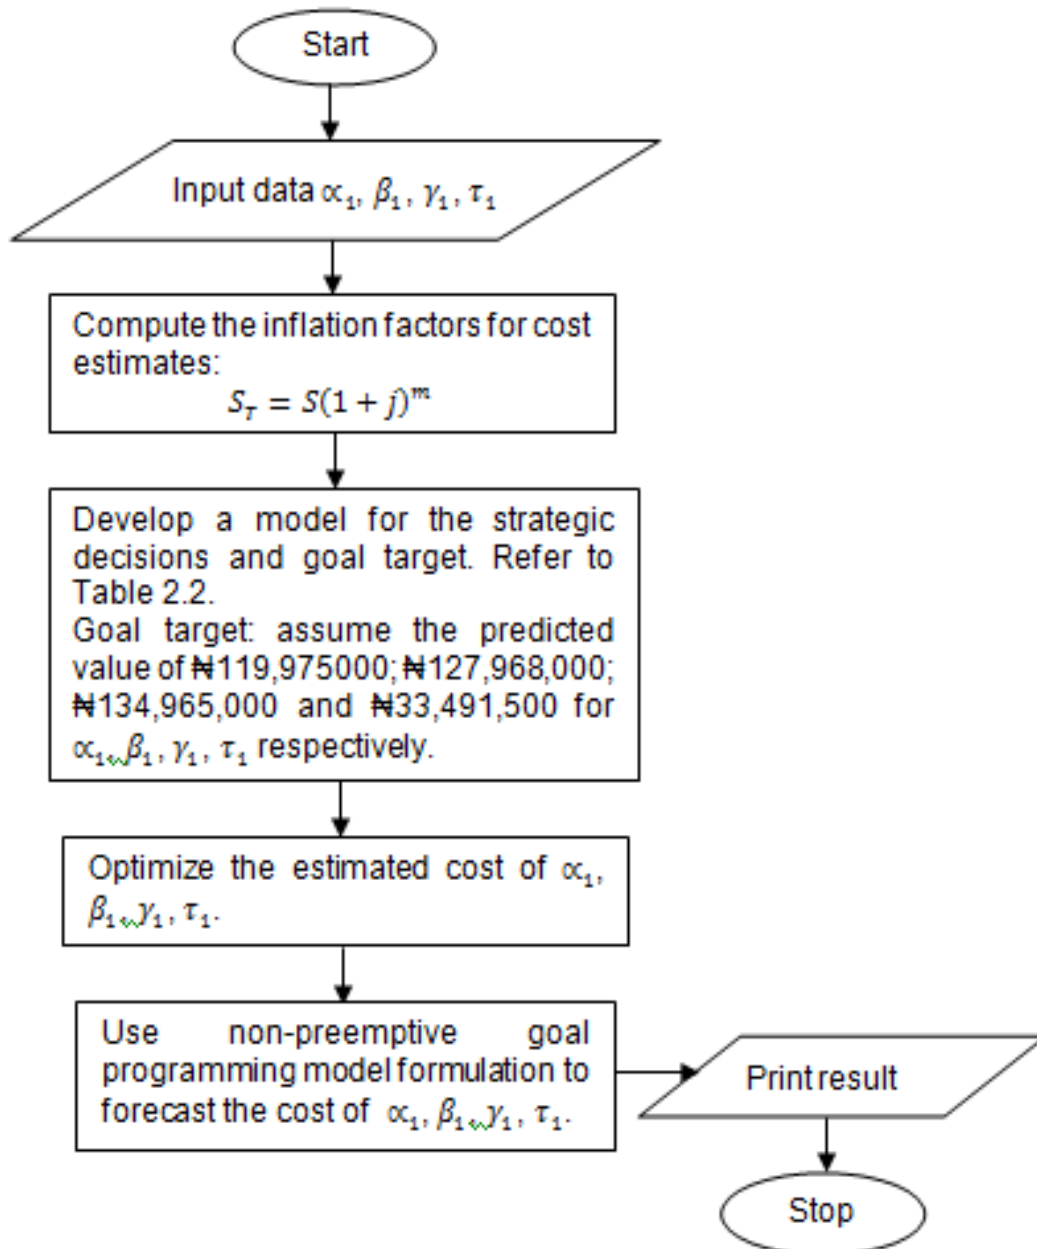 Start
Input data ∝₁, β₁, γ₁, τ₁
Compute the inflation factors for cost
estimates:
S_T = S(1 + j)^m
Develop a model for the strategic
decisions and goal target. Refer to
Table 2.2.
Goal target: assume the predicted
value of ₦119,975000; ₦127,968,000;
₦134,965,000 and ₦33,491,500 for
∝₁, β₁, γ₁, τ₁ respectively.
Optimize the estimated cost of ∝₁,
β₁, γ₁, τ₁.
Use non-preemptive goal
programming model formulation to
forecast the cost of ∝₁, β₁, γ₁, τ₁.
Print result
Stop